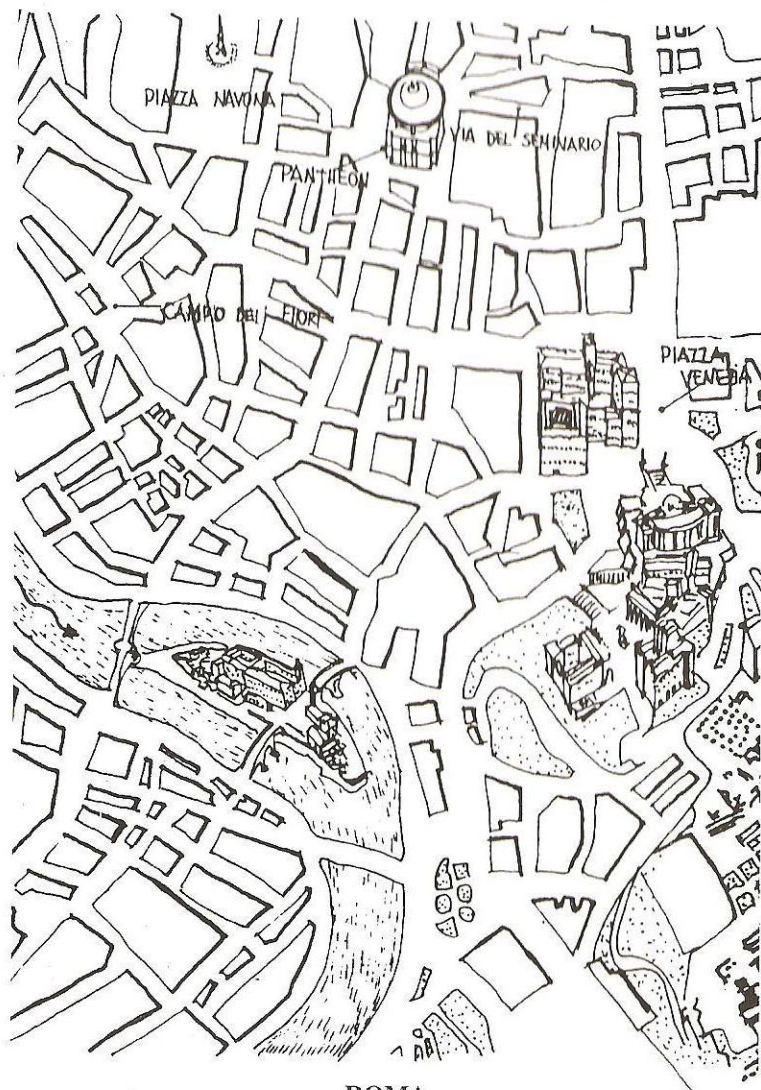 PIAZZA NAVONA
VIA DEL SEMINARIO
PANTHEON
CAMPO DEI FIORI
PIAZZA
VENEZIA
ROMA